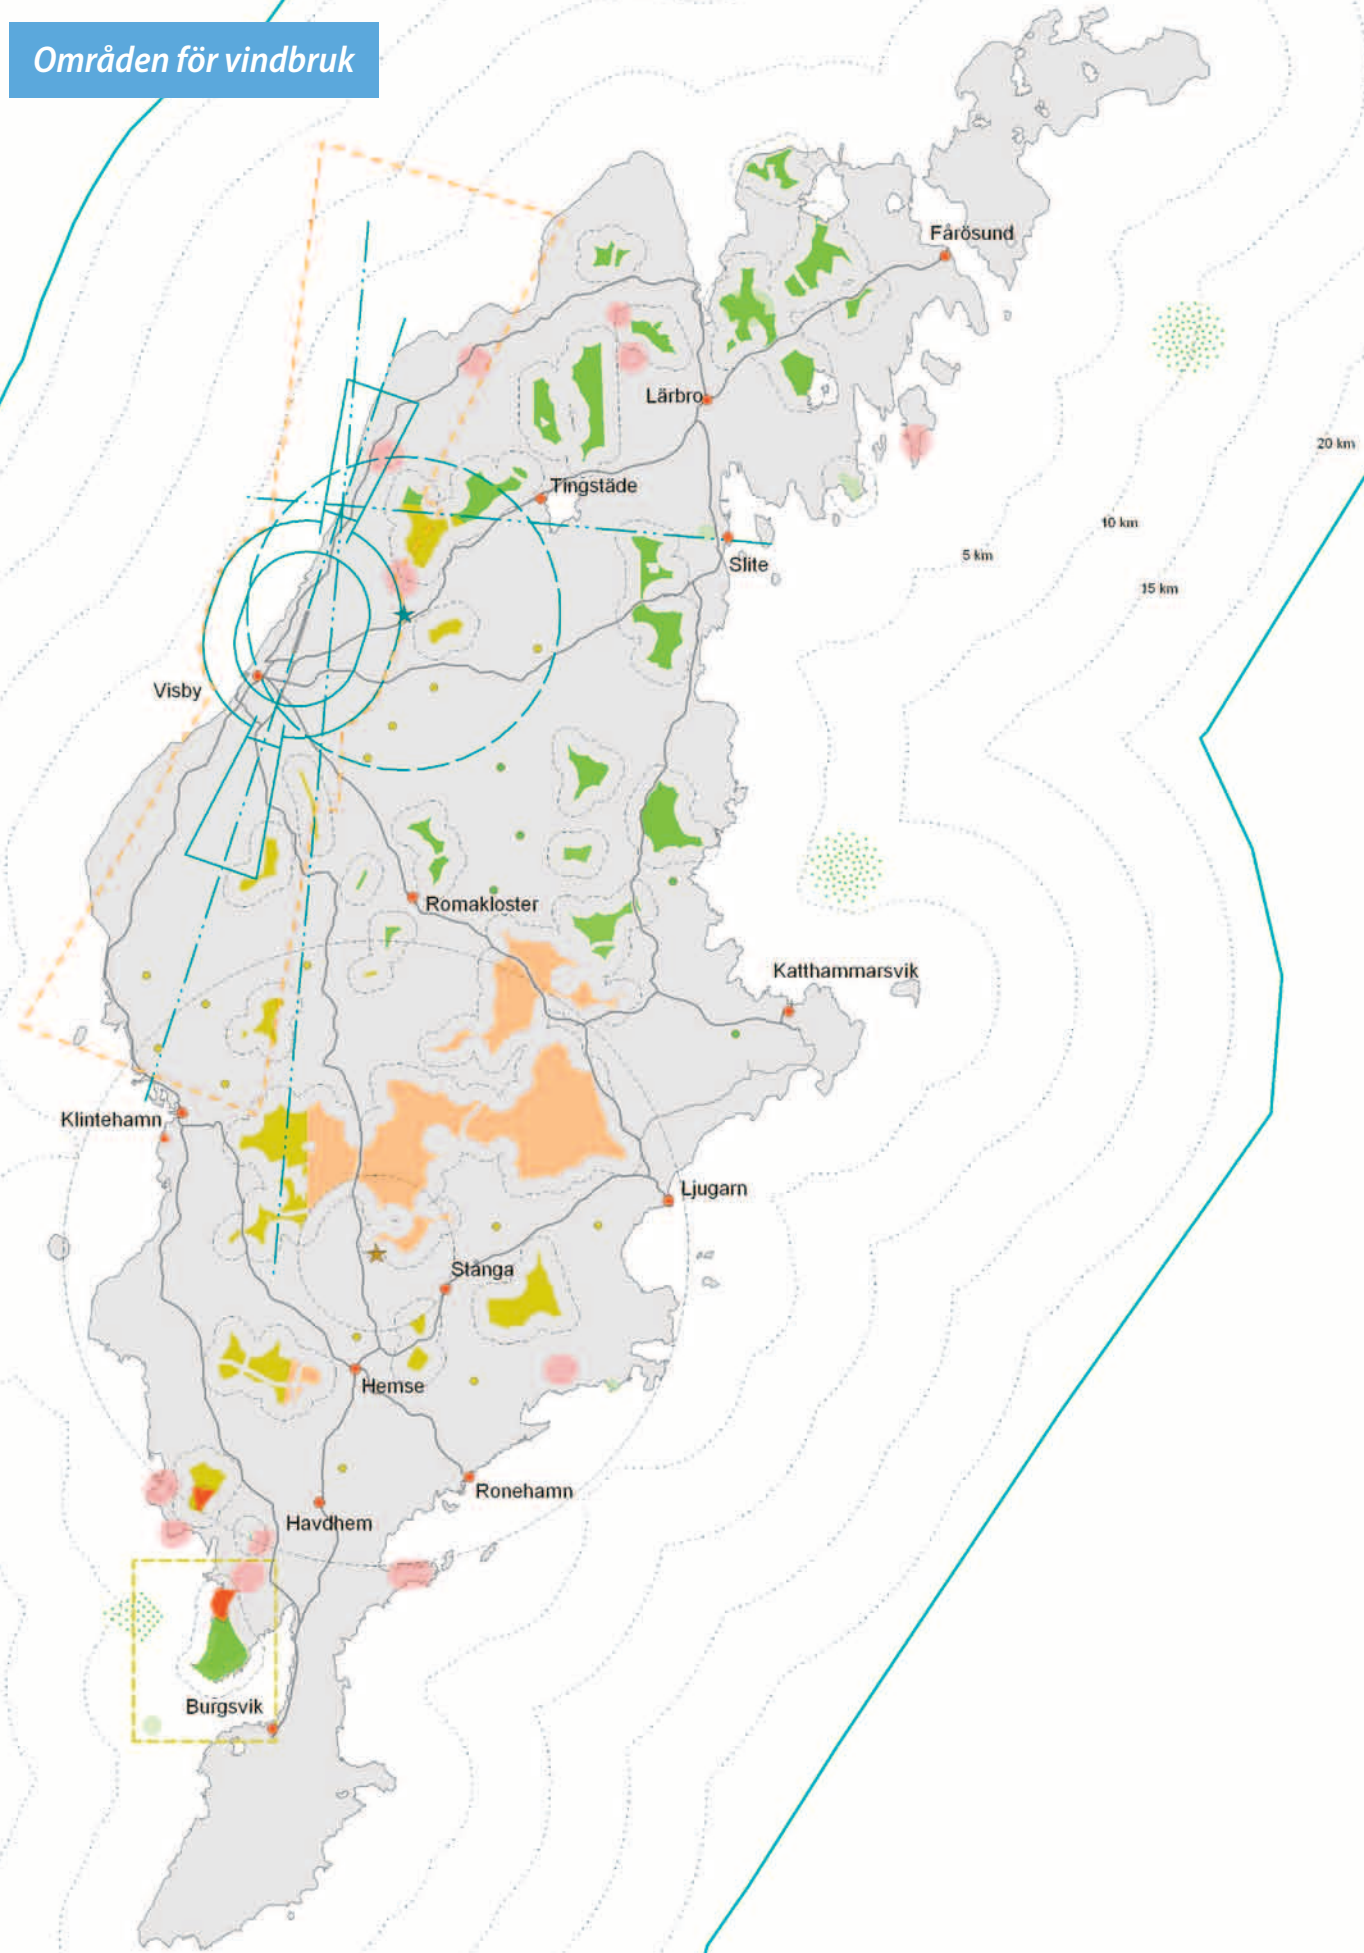 Områden för vindbruk
Fårösund
Lärbro
20 km
Tingstäde
10 km
5 km
Slite
15 km
Visby
Romakloster
Katthammarsvik
Klintehamn
Ljugarn
Stånga
Hemse
Ronehamn
Havdhem
Burgsvik